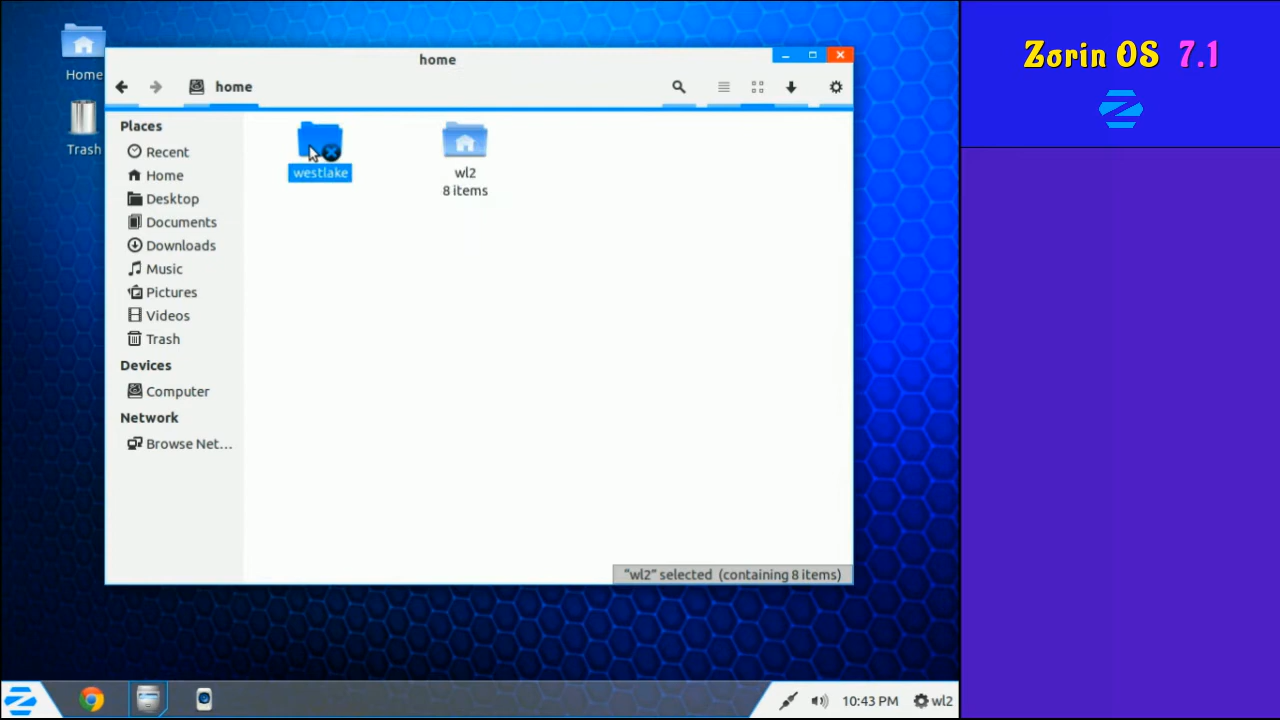 Home
Trash
home
home
Places
Recent
Home
Desktop
Documents
Downloads
Music
Pictures
Videos
Trash
Devices
Computer
Network
Browse Net...
westlake
wl2
8 items
“wl2” selected (containing 8 items)
10:43 PM
wl2
Zorin OS 7.1